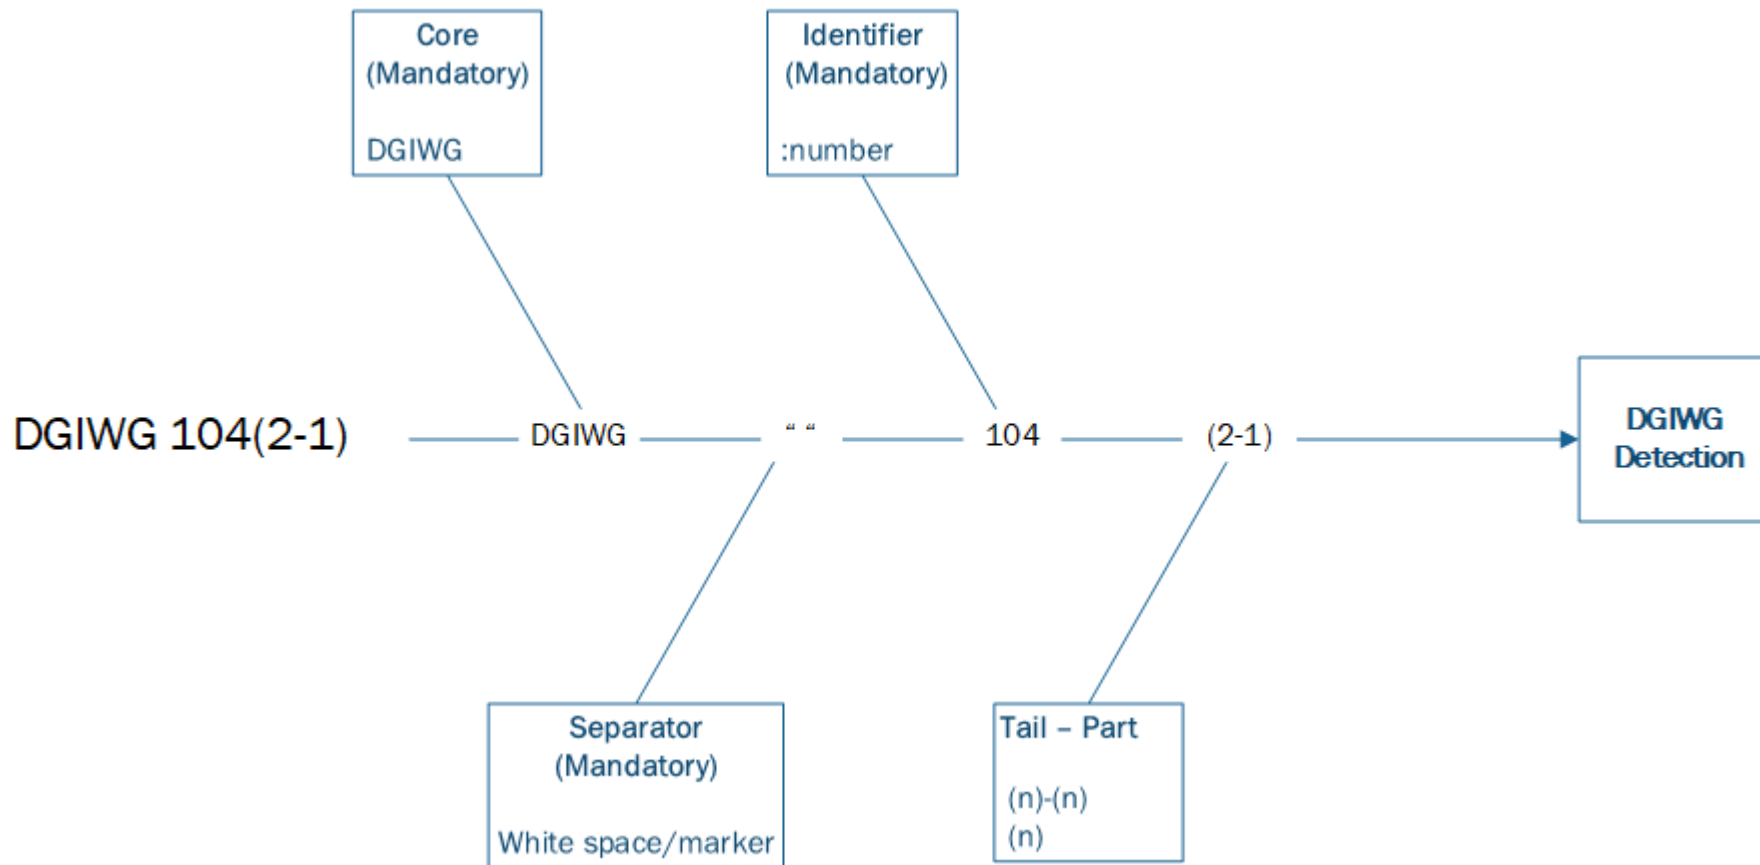 Core
(Mandatory)
DGIWG
Identifier
(Mandatory)
:number
DGIWG 104(2-1)
DGIWG
“ “
104
(2-1)
DGIWG
Detection
Separator
(Mandatory)
White space/marker
Tail – Part
(n)-(n)
(n)